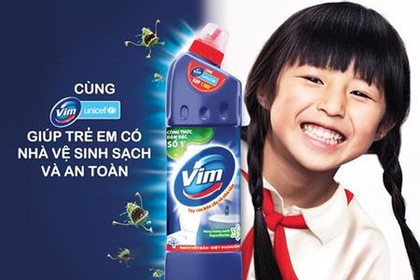 CÙNG
Vim unicef
GIÚP TRẺ EM CÓ
NHÀ VỆ SINH SẠCH
VÀ AN TOÀN
Vim
CÔNG THỨC
ĐẬM ĐẶC
SỐ 1
Vim